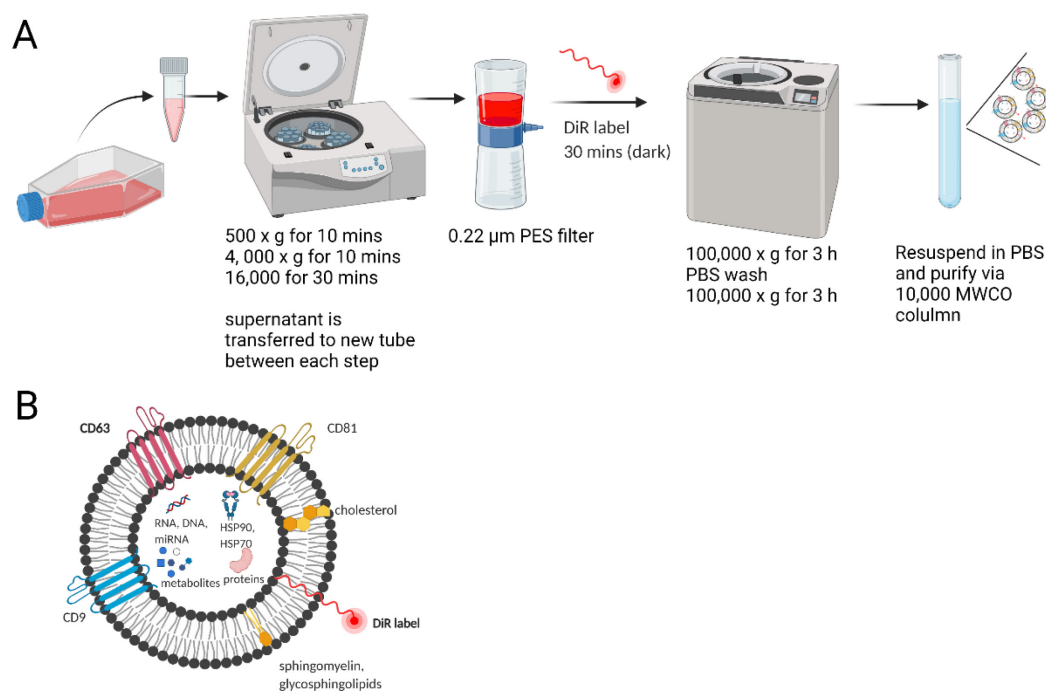 A
DiR label
30 mins (dark)
500 x g for 10 mins
4, 000 x g for 10 mins
16,000 for 30 mins
supernatant is
transferred to new tube
between each step
0.22 µm PES filter
100,000 x g for 3 h
PBS wash
100,000 x g for 3 h
Resuspend in PBS
and purify via
10,000 MWCO
colulmn
B
CD63
CD81
cholesterol
RNA, DNA,
miRNA
HSP90,
HSP70
metabolites
proteins
CD9
DiR label
sphingomyelin,
glycosphingolipids